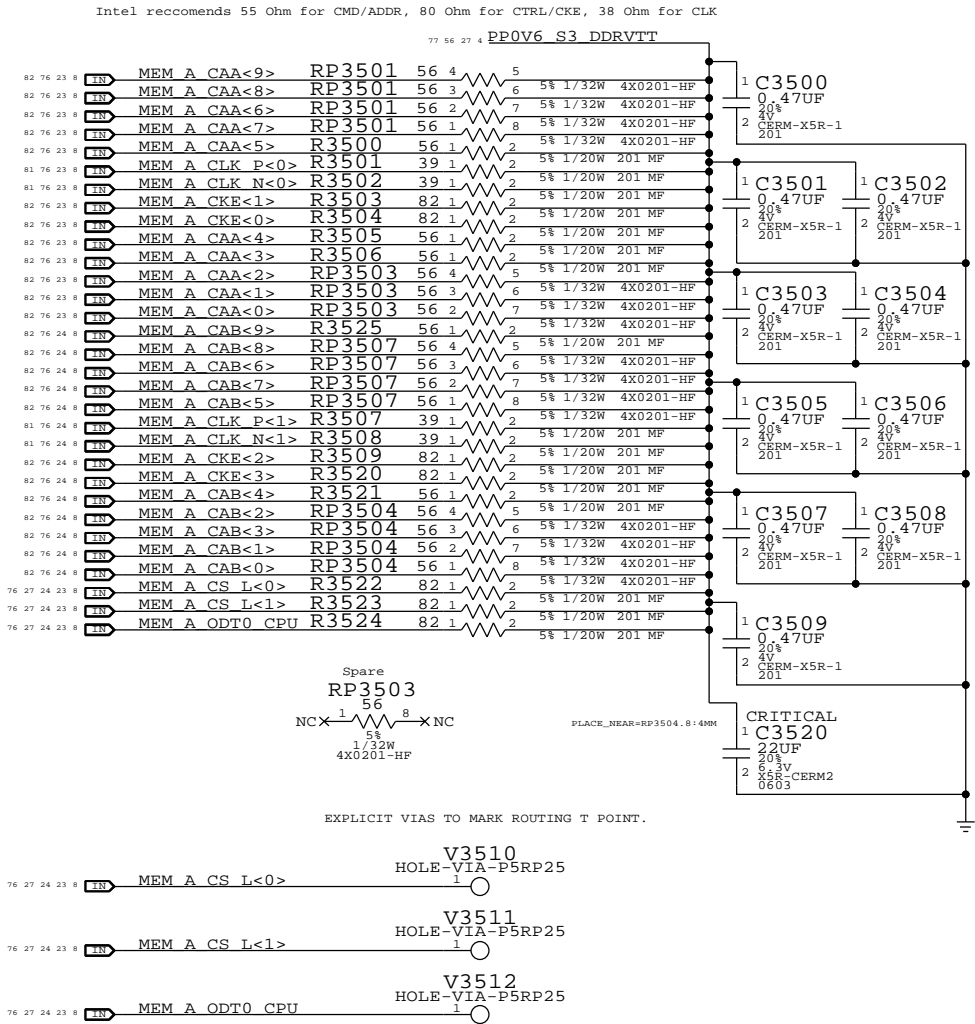 Intel reccomends 55 Ohm for CMD/ADDR, 80 Ohm for CTRL/CKE, 38 Ohm for CLK
77 56 27 4 PP0V6_S3_DDRVTT
82 76 23 8 IN MEM_A_CAA<9> RP3501 56 4 5 5% 1/32W 4X0201-HF
82 76 23 8 IN MEM_A_CAA<8> RP3501 56 3 6 5% 1/32W 4X0201-HF
82 76 23 8 IN MEM_A_CAA<6> RP3501 56 2 7 5% 1/32W 4X0201-HF
82 76 23 8 IN MEM_A_CAA<7> RP3501 56 1 8 5% 1/32W 4X0201-HF
82 76 23 8 IN MEM_A_CAA<5> R3500 56 1 2 5% 1/20W 201 MF
81 76 23 8 IN MEM_A_CLK_P<0> R3501 39 1 2 5% 1/20W 201 MF
81 76 23 8 IN MEM_A_CLK_N<0> R3502 39 1 2 5% 1/20W 201 MF
82 76 23 8 IN MEM_A_CKE<1> R3503 82 1 2 5% 1/20W 201 MF
82 76 23 8 IN MEM_A_CKE<0> R3504 82 1 2 5% 1/20W 201 MF
82 76 23 8 IN MEM_A_CAA<4> R3505 56 1 2 5% 1/20W 201 MF
82 76 23 8 IN MEM_A_CAA<3> R3506 56 1 2 5% 1/20W 201 MF
82 76 23 8 IN MEM_A_CAA<2> RP3503 56 4 5 5% 1/32W 4X0201-HF
82 76 23 8 IN MEM_A_CAA<1> RP3503 56 3 6 5% 1/32W 4X0201-HF
82 76 23 8 IN MEM_A_CAA<0> RP3503 56 2 7 5% 1/32W 4X0201-HF
82 76 24 8 IN MEM_A_CAB<9> R3525 56 1 2 5% 1/20W 201 MF
82 76 24 8 IN MEM_A_CAB<8> RP3507 56 4 5 5% 1/32W 4X0201-HF
82 76 24 8 IN MEM_A_CAB<6> RP3507 56 3 6 5% 1/32W 4X0201-HF
82 76 24 8 IN MEM_A_CAB<7> RP3507 56 2 7 5% 1/32W 4X0201-HF
82 76 24 8 IN MEM_A_CAB<5> RP3507 56 1 8 5% 1/32W 4X0201-HF
81 76 24 8 IN MEM_A_CLK_P<1> R3507 39 1 2 5% 1/20W 201 MF
81 76 24 8 IN MEM_A_CLK_N<1> R3508 39 1 2 5% 1/20W 201 MF
82 76 24 8 IN MEM_A_CKE<2> R3509 82 1 2 5% 1/20W 201 MF
82 76 24 8 IN MEM_A_CKE<3> R3520 82 1 2 5% 1/20W 201 MF
82 76 24 8 IN MEM_A_CAB<4> R3521 56 1 2 5% 1/20W 201 MF
82 76 24 8 IN MEM_A_CAB<2> RP3504 56 4 5 5% 1/32W 4X0201-HF
82 76 24 8 IN MEM_A_CAB<3> RP3504 56 3 6 5% 1/32W 4X0201-HF
82 76 24 8 IN MEM_A_CAB<1> RP3504 56 2 7 5% 1/32W 4X0201-HF
82 76 24 8 IN MEM_A_CAB<0> RP3504 56 1 8 5% 1/32W 4X0201-HF
76 27 24 23 8 IN MEM_A_CS_L<0> R3522 82 1 2 5% 1/20W 201 MF
76 27 24 23 8 IN MEM_A_CS_L<1> R3523 82 1 2 5% 1/20W 201 MF
76 27 24 23 8 IN MEM_A_ODT0_CPU R3524 82 1 2 5% 1/20W 201 MF
1 C3500
0.47UF
20%
4V
2 CERM-X5R-1
201
1 C3501
0.47UF
20%
4V
2 CERM-X5R-1
201
1 C3502
0.47UF
20%
4V
2 CERM-X5R-1
201
1 C3503
0.47UF
20%
4V
2 CERM-X5R-1
201
1 C3504
0.47UF
20%
4V
2 CERM-X5R-1
201
1 C3505
0.47UF
20%
4V
2 CERM-X5R-1
201
1 C3506
0.47UF
20%
4V
2 CERM-X5R-1
201
1 C3507
0.47UF
20%
4V
2 CERM-X5R-1
201
1 C3508
0.47UF
20%
4V
2 CERM-X5R-1
201
1 C3509
0.47UF
20%
4V
2 CERM-X5R-1
201
Spare
RP3503
56
NC 1 8 NC
5%
1/32W
4X0201-HF
PLACE_NEAR=RP3504.8:4MM
CRITICAL
1 C3520
22UF
20%
6.3V
2 X5R-CERM2
0603
EXPLICIT VIAS TO MARK ROUTING T POINT.
V3510
HOLE-VIA-P5RP25
76 27 24 23 8 IN MEM_A_CS_L<0> 1
V3511
HOLE-VIA-P5RP25
76 27 24 23 8 IN MEM_A_CS_L<1> 1
V3512
HOLE-VIA-P5RP25
76 27 24 23 8 IN MEM_A_ODT0_CPU 1